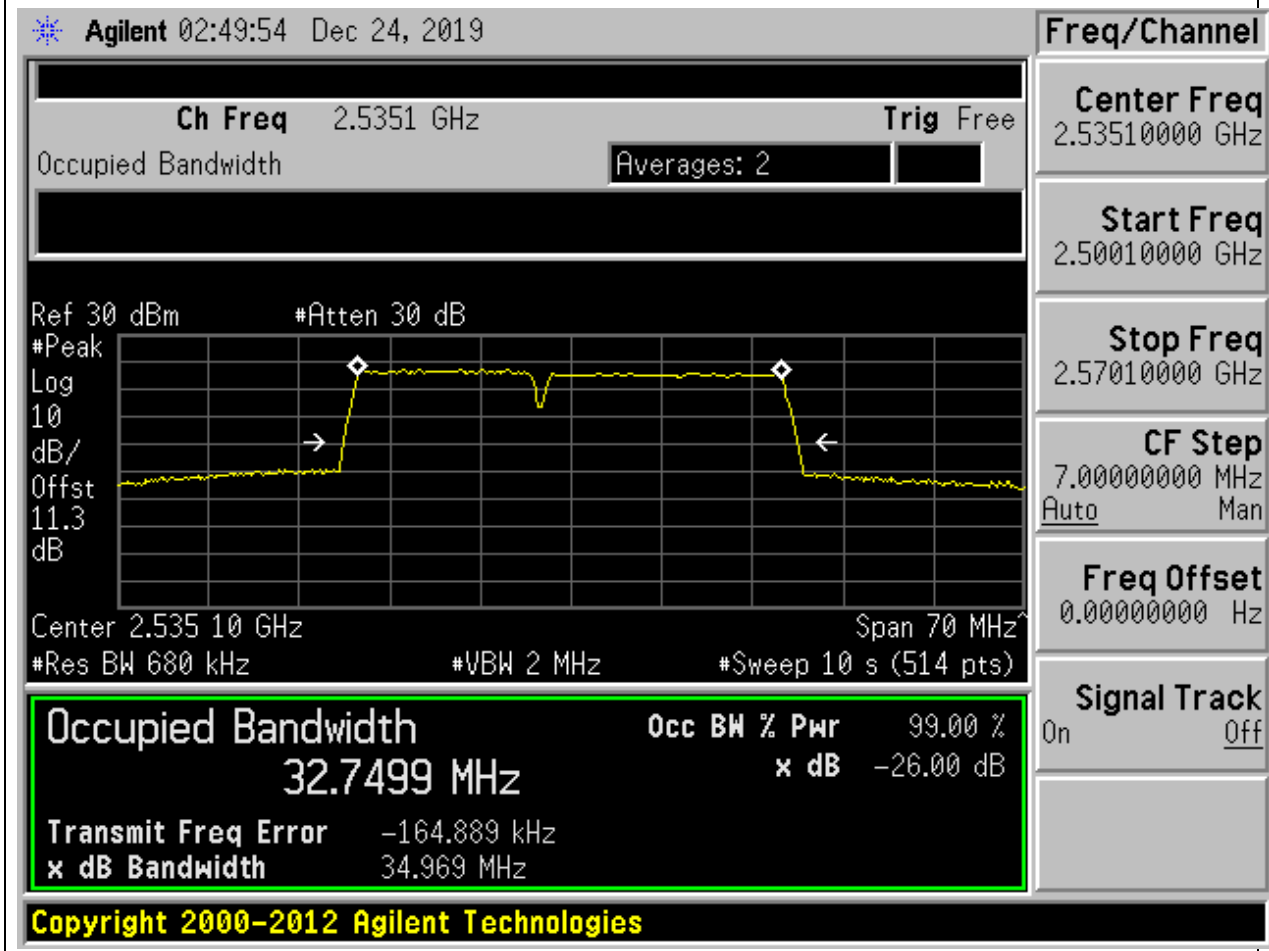 Agilent 02:49:54 Dec 24, 2019
Freq/Channel
Ch Freq 2.5351 GHz Trig Free
Occupied Bandwidth Averages: 2
Center Freq
2.53510000 GHz
Start Freq
2.50010000 GHz
Stop Freq
2.57010000 GHz
CF Step
7.00000000 MHz
Auto Man
Freq Offset
0.00000000 Hz
Signal Track
On Off
Ref 30 dBm #Atten 30 dB
#Peak
Log
10
dB/
Offst
11.3
dB
Center 2.535 10 GHz Span 70 MHz^
#Res BW 680 kHz #VBW 2 MHz #Sweep 10 s (514 pts)
Occupied Bandwidth Occ BW % Pwr 99.00 %
32.7499 MHz x dB -26.00 dB
Transmit Freq Error -164.889 kHz
x dB Bandwidth 34.969 MHz
Copyright 2000-2012 Agilent Technologies